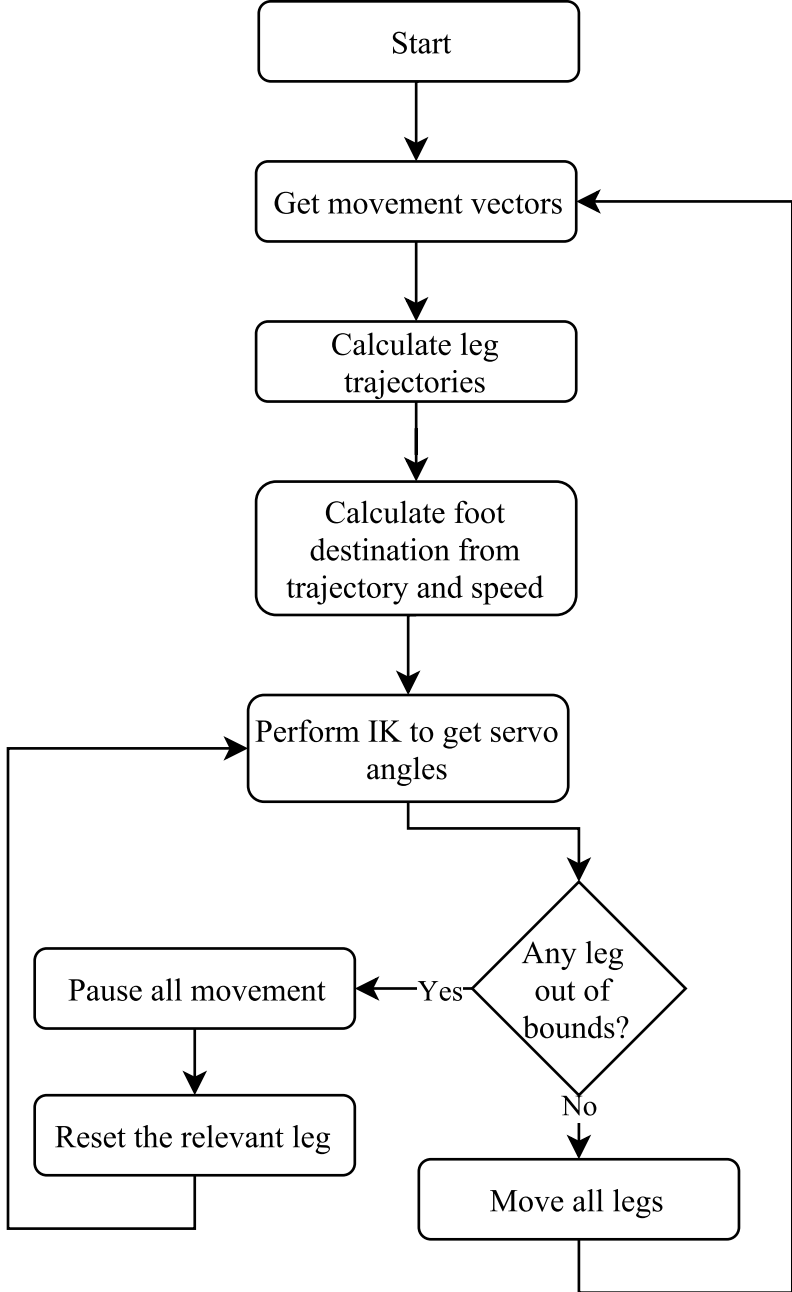 Start
Get movement vectors
Calculate leg
trajectories
Calculate foot
destination from
trajectory and speed
Perform IK to get servo
angles
Any leg
out of
bounds?
Yes
Pause all movement
Reset the relevant leg
No
Move all legs